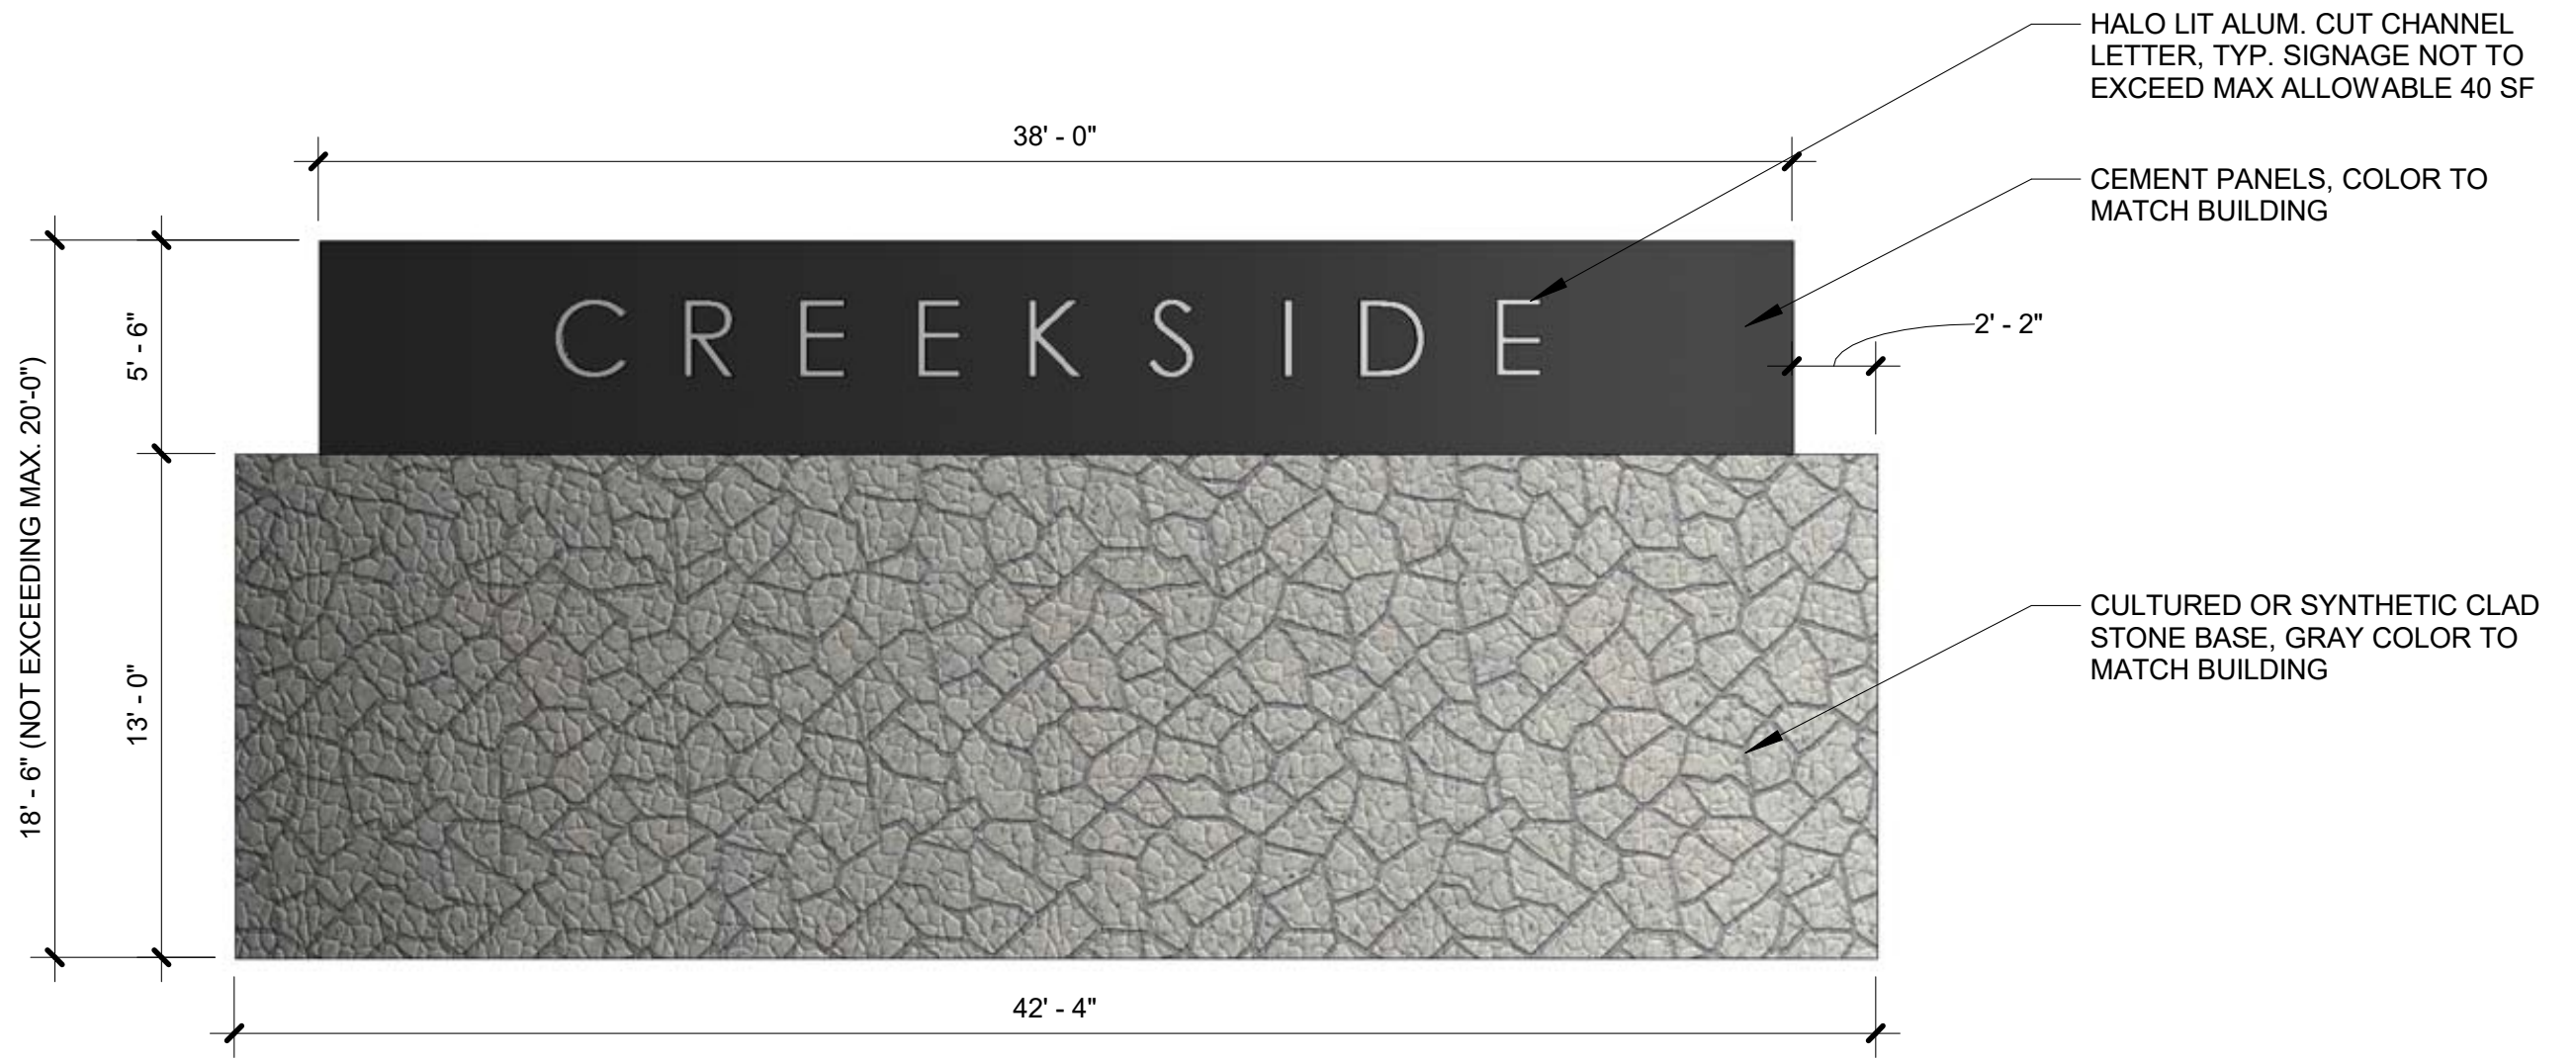 HALO LIT ALUM. CUT CHANNEL
LETTER, TYP. SIGNAGE NOT TO
EXCEED MAX ALLOWABLE 40 SF
38' - 0"
CEMENT PANELS, COLOR TO
MATCH BUILDING
CREEKSIDE
2' - 2"
5' - 6"
18' - 6" (NOT EXCEEDING MAX. 20'-0")
13' - 0"
CULTURED OR SYNTHETIC CLAD
STONE BASE, GRAY COLOR TO
MATCH BUILDING
42' - 4"